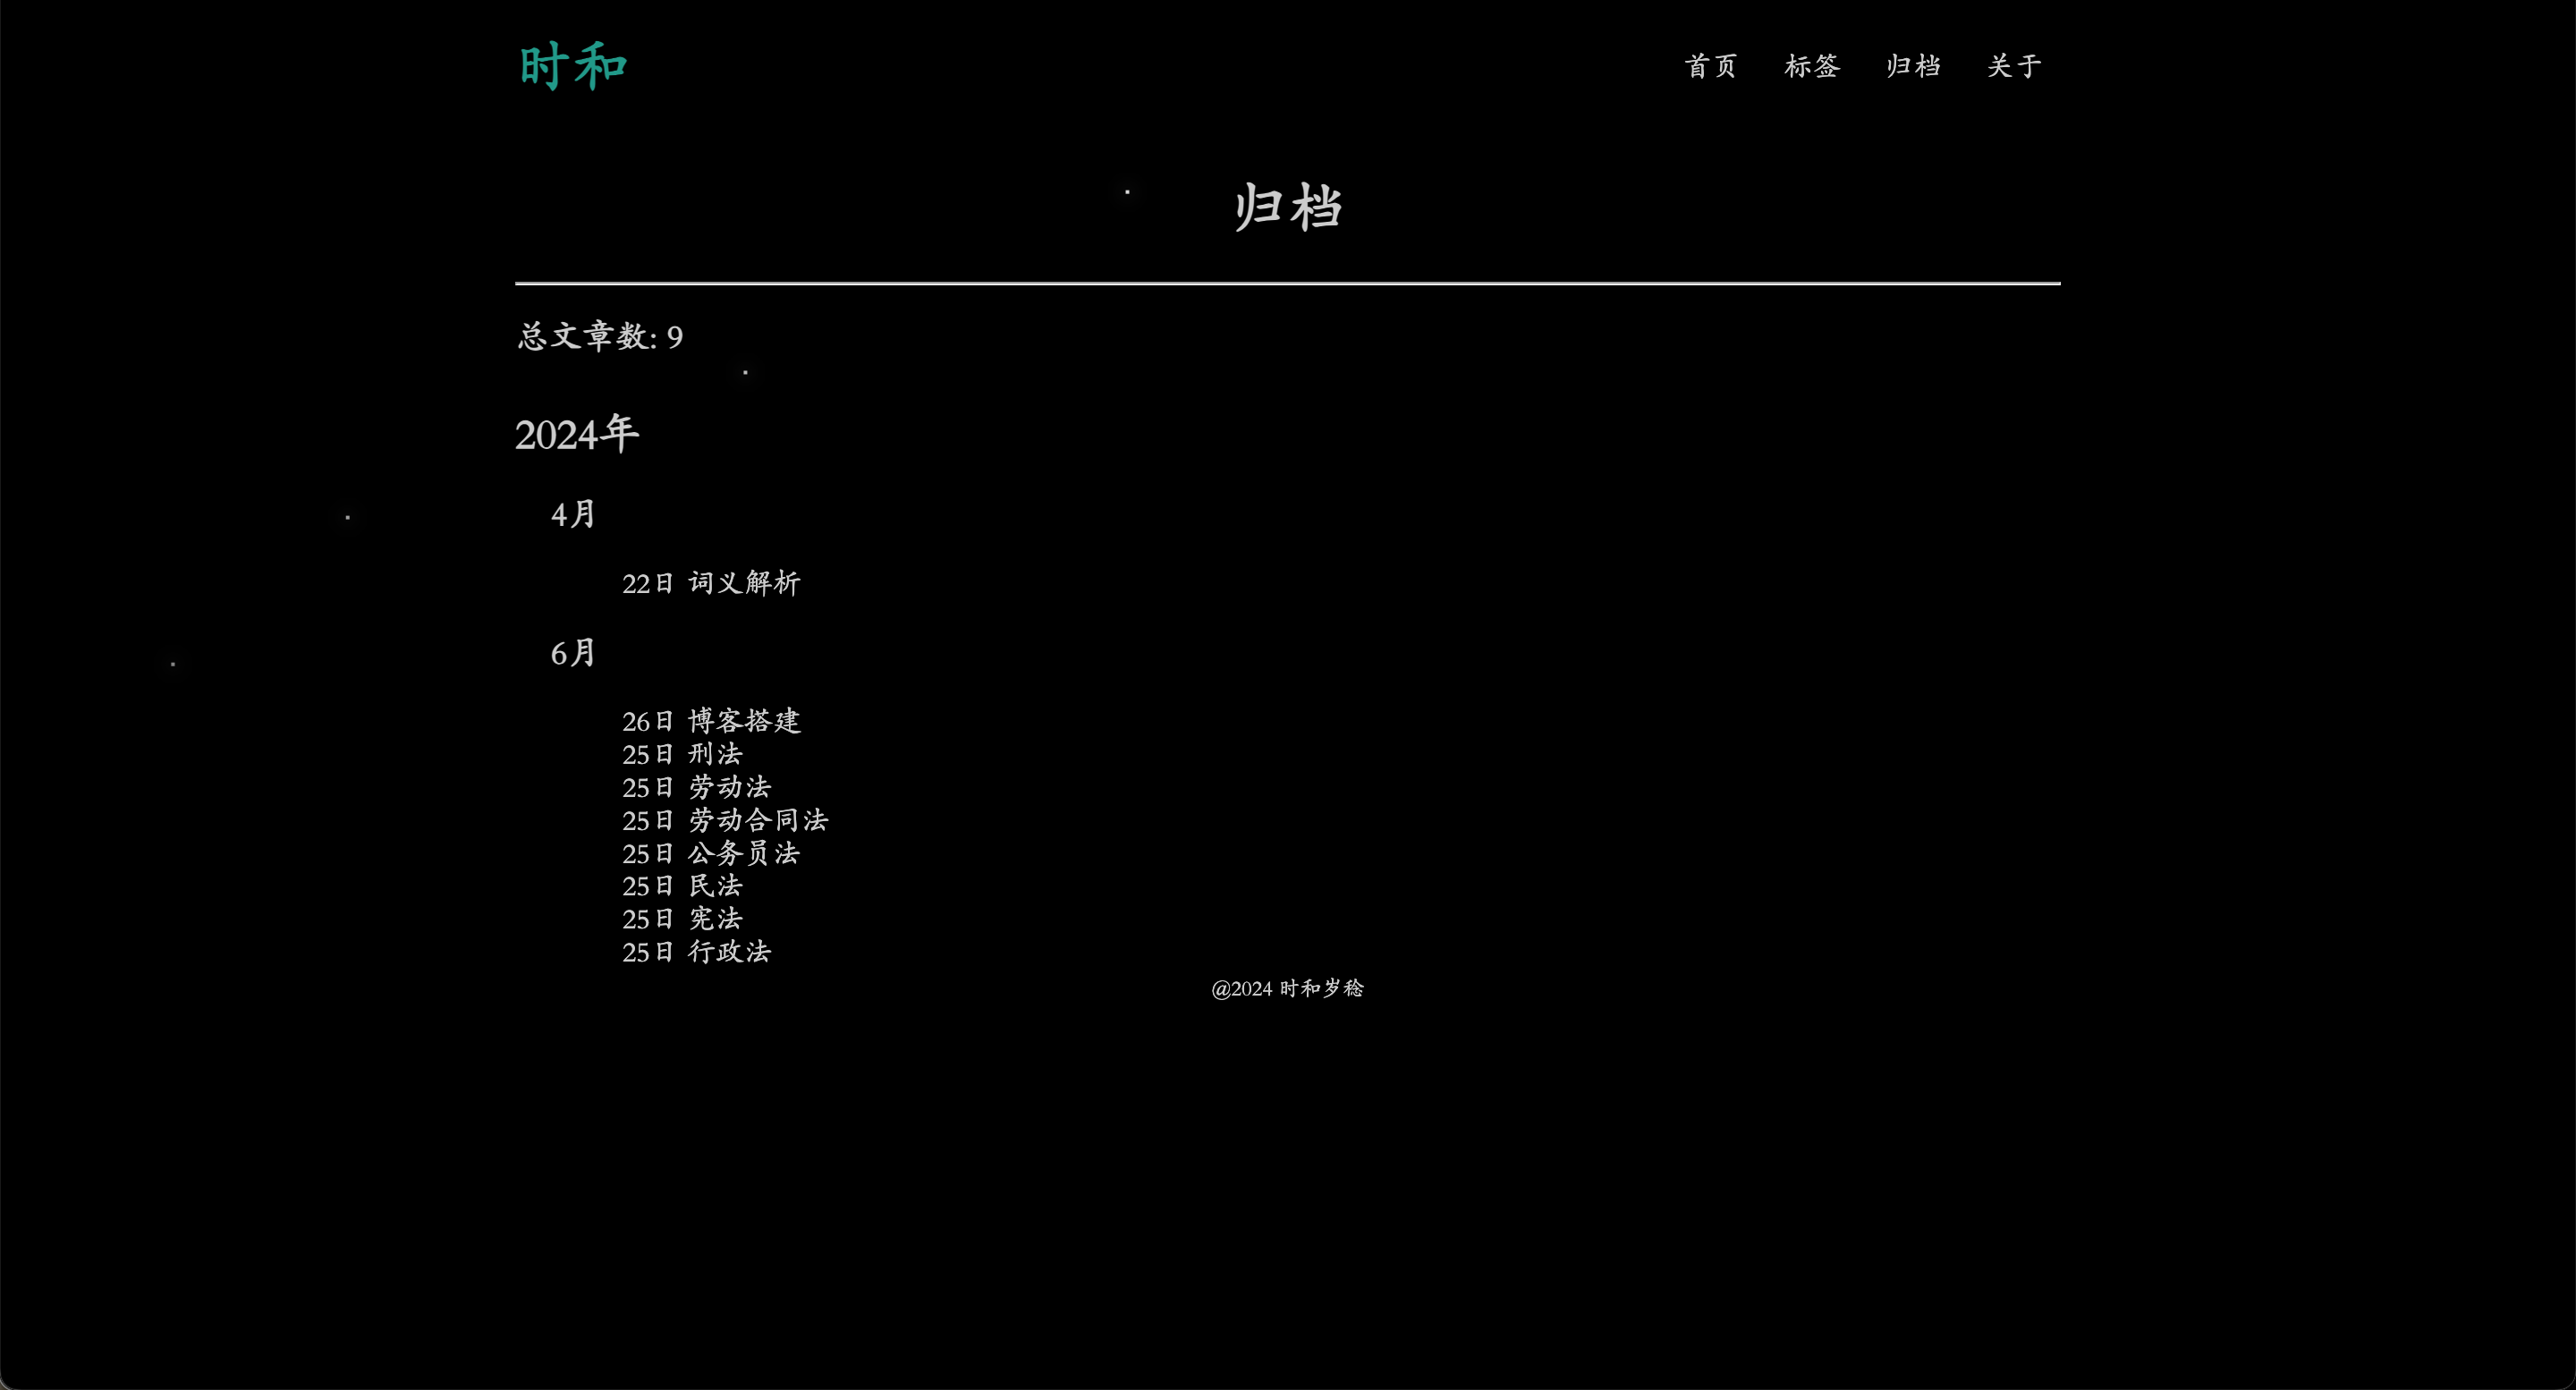 时和
首页 标签 归档 关于
归档
总文章数: 9
2024年
4月
22日 词义解析
6月
26日 博客搭建
25日 刑法
25日 劳动法
25日 劳动合同法
25日 公务员法
25日 民法
25日 宪法
25日 行政法
@2024 时和岁稔